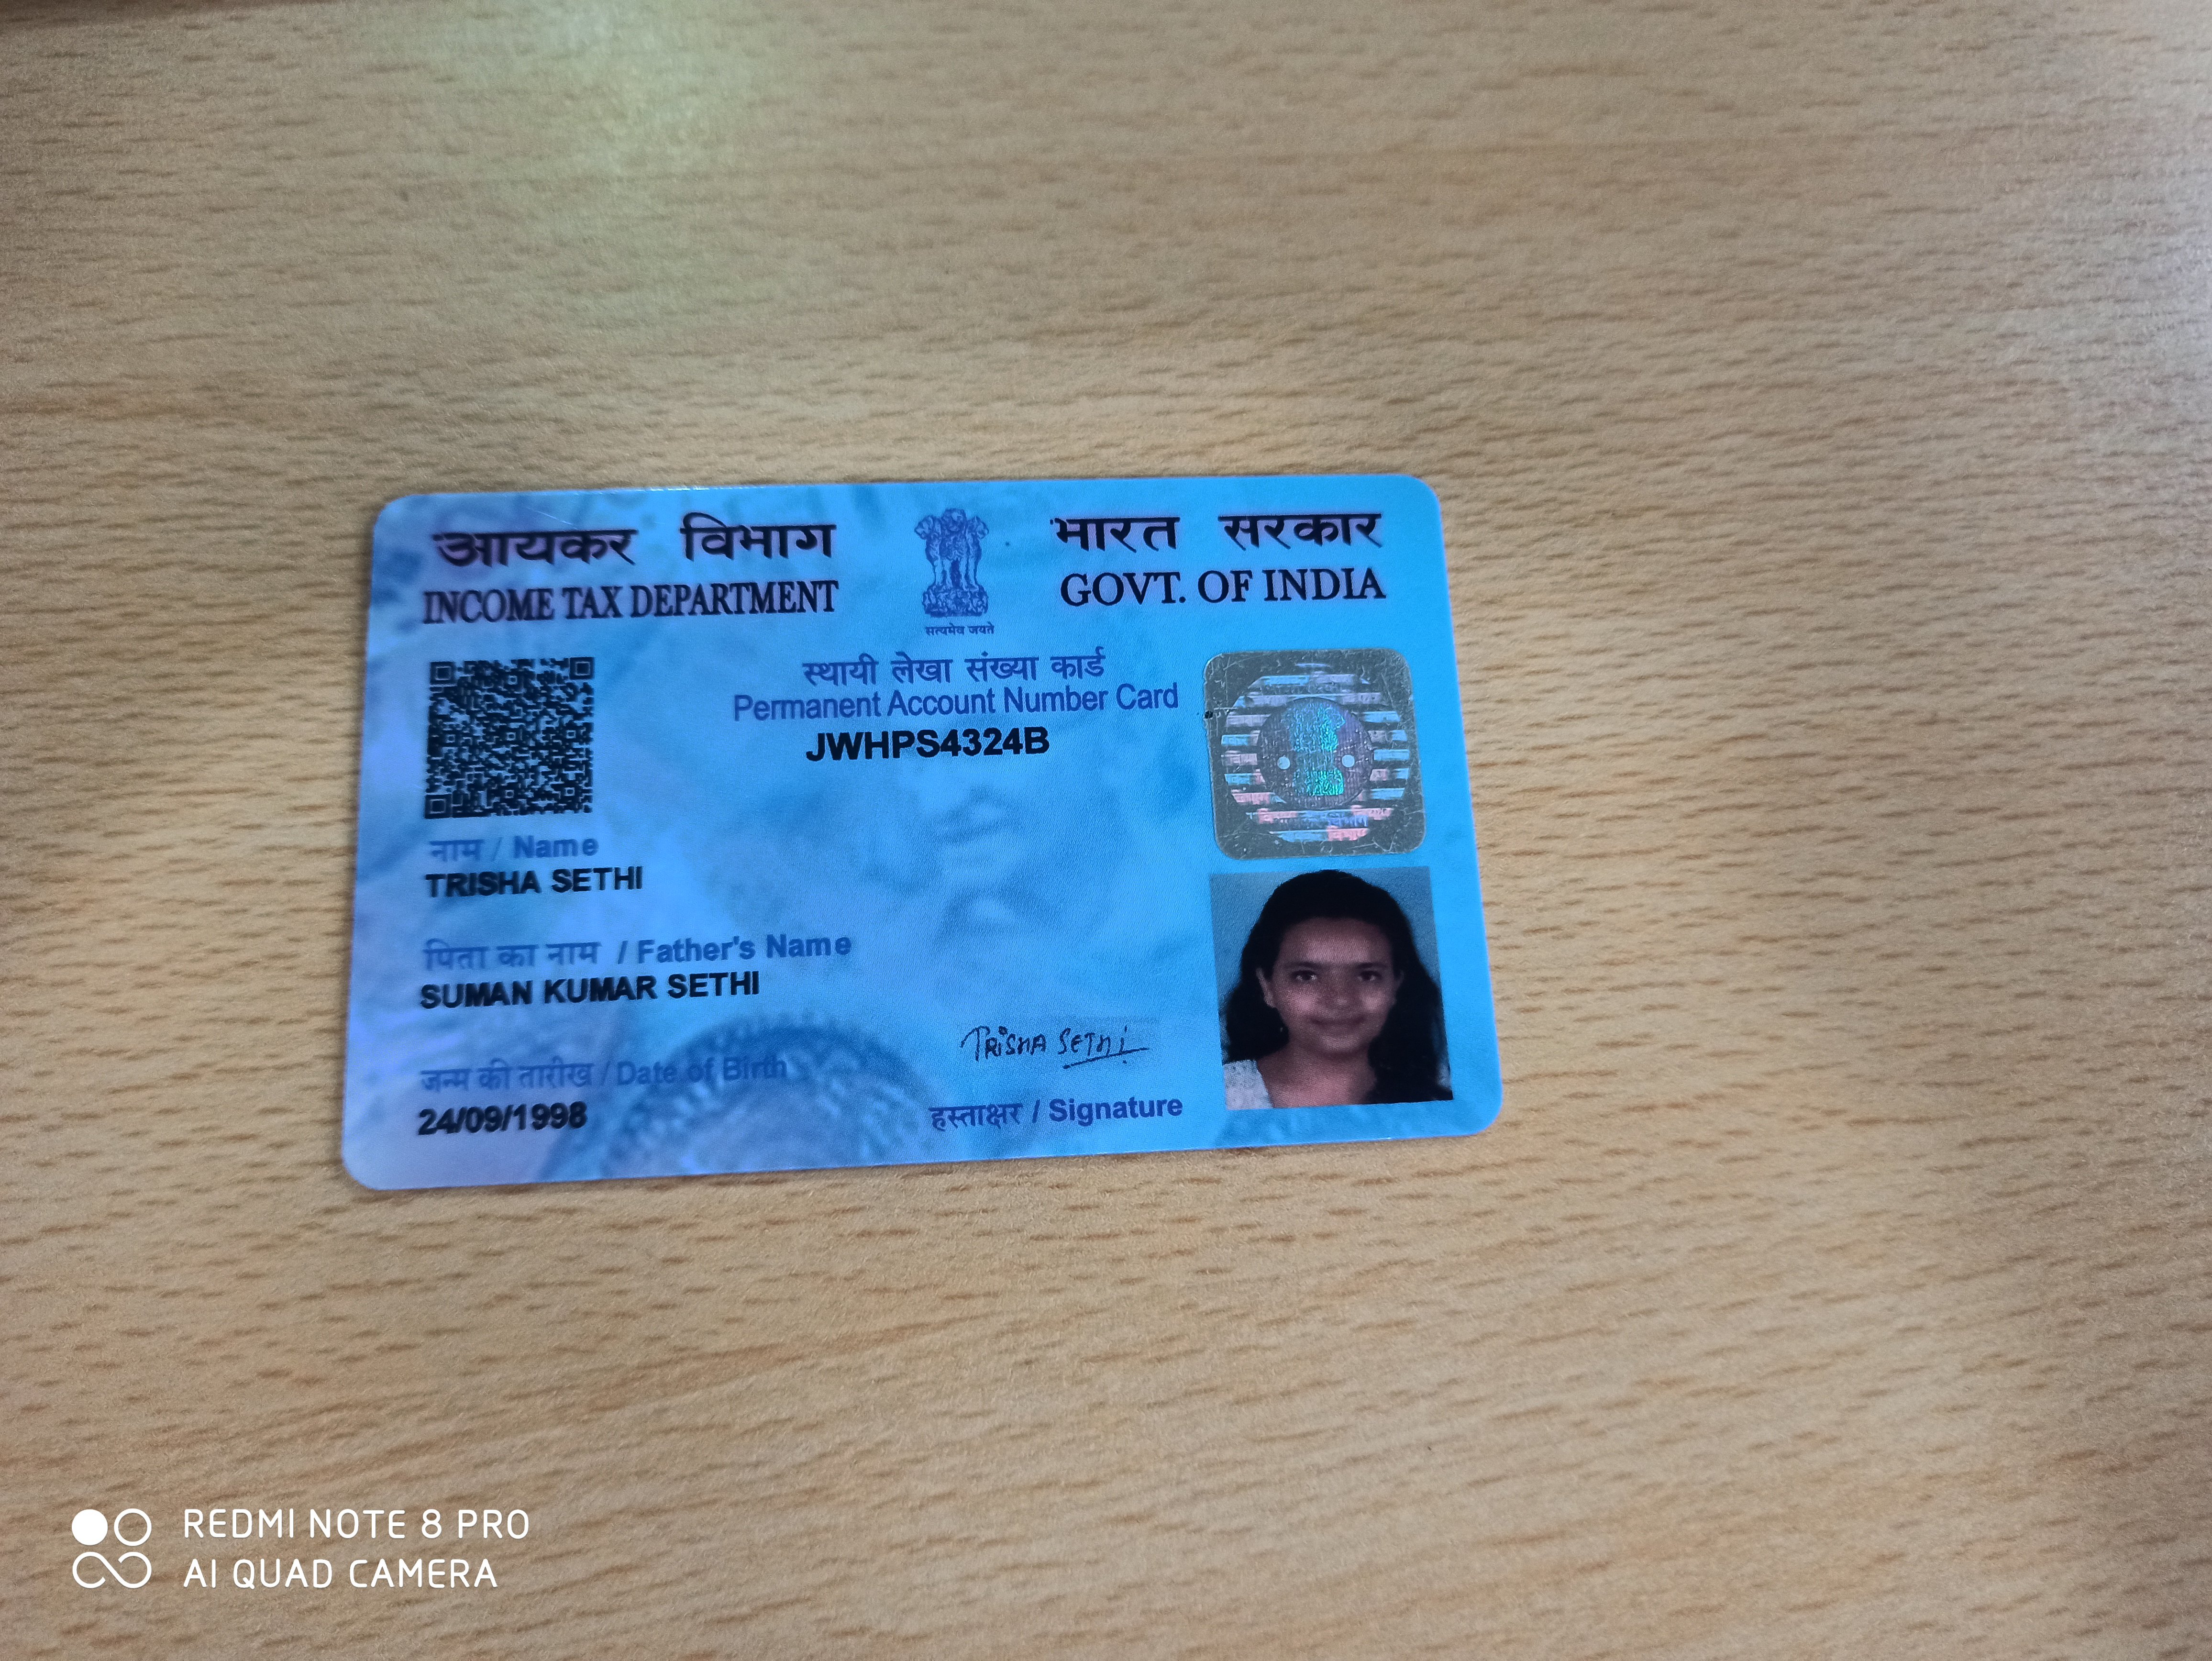 आयकर विभाग
INCOME TAX DEPARTMENT
सत्यमेव जयते
भारत सरकार
GOVT. OF INDIA
स्थायी लेखा संख्या कार्ड
Permanent Account Number Card
JWHPS4324B
नाम / Name
TRISHA SETHI
पिता का नाम / Father's Name
SUMAN KUMAR SETHI
जन्म की तारीख / Date of Birth
24/09/1998
TRISHA SETHI
हस्ताक्षर / Signature
REDMI NOTE 8 PRO
AI QUAD CAMERA